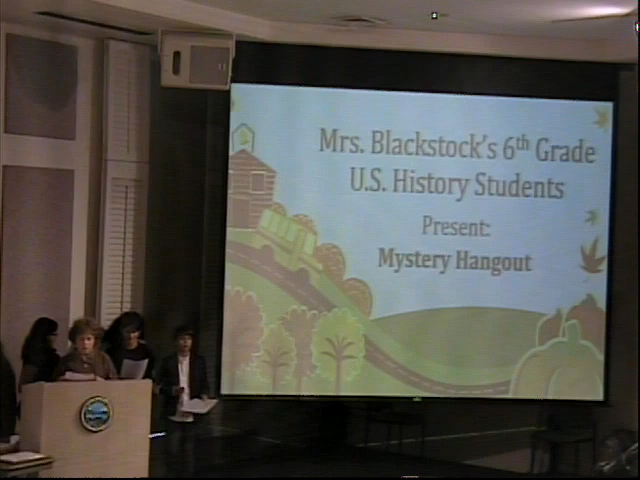 Mrs. Blackstock's 6th Grade
U.S. History Students
Present:
Mystery Hangout